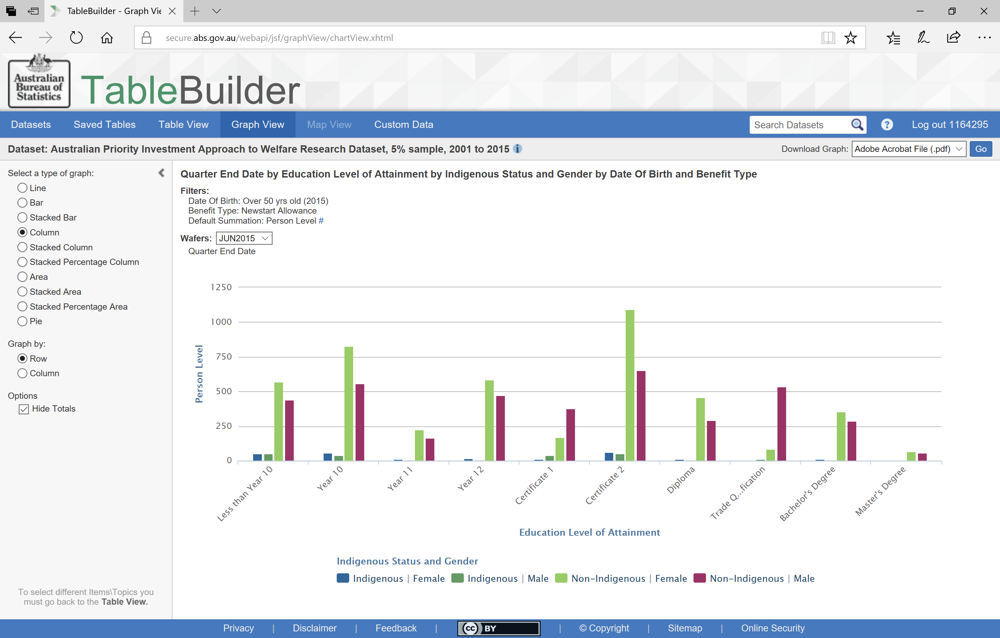 TableBuilder - Graph Vie
secure.abs.gov.au/webapi/jsf/graphView/chartView.xhtml
Australian
Bureau of
Statistics
TableBuilder
Datasets Saved Tables Table View Graph View Map View Custom Data Search Datasets ? Log out 1164295
Dataset: Australian Priority Investment Approach to Welfare Research Dataset, 5% sample, 2001 to 2015 i Download Graph: Adobe Acrobat File (.pdf) Go
Select a type of graph:
Line
Bar
Stacked Bar
Column
Stacked Column
Stacked Percentage Column
Area
Stacked Area
Stacked Percentage Area
Pie
Graph by:
Row
Column
Options
Hide Totals
To select different Items\Topics you
must go back to the Table View.
Quarter End Date by Education Level of Attainment by Indigenous Status and Gender by Date Of Birth and Benefit Type
Filters:
Date Of Birth: Over 50 yrs old (2015)
Benefit Type: Newstart Allowance
Default Summation: Person Level #
Wafers: JUN2015
Quarter End Date
1250
1000
750
500
250
0
Person Level
Less than Year 10
Year 10
Year 11
Year 12
Certificate 1
Certificate 2
Diploma
Trade Q...fication
Bachelor's Degree
Master's Degree
Education Level of Attainment
Indigenous Status and Gender
Indigenous | Female Indigenous | Male Non-Indigenous | Female Non-Indigenous | Male
Privacy | Disclaimer | Feedback | cc BY | © Copyright | Sitemap | Online Security